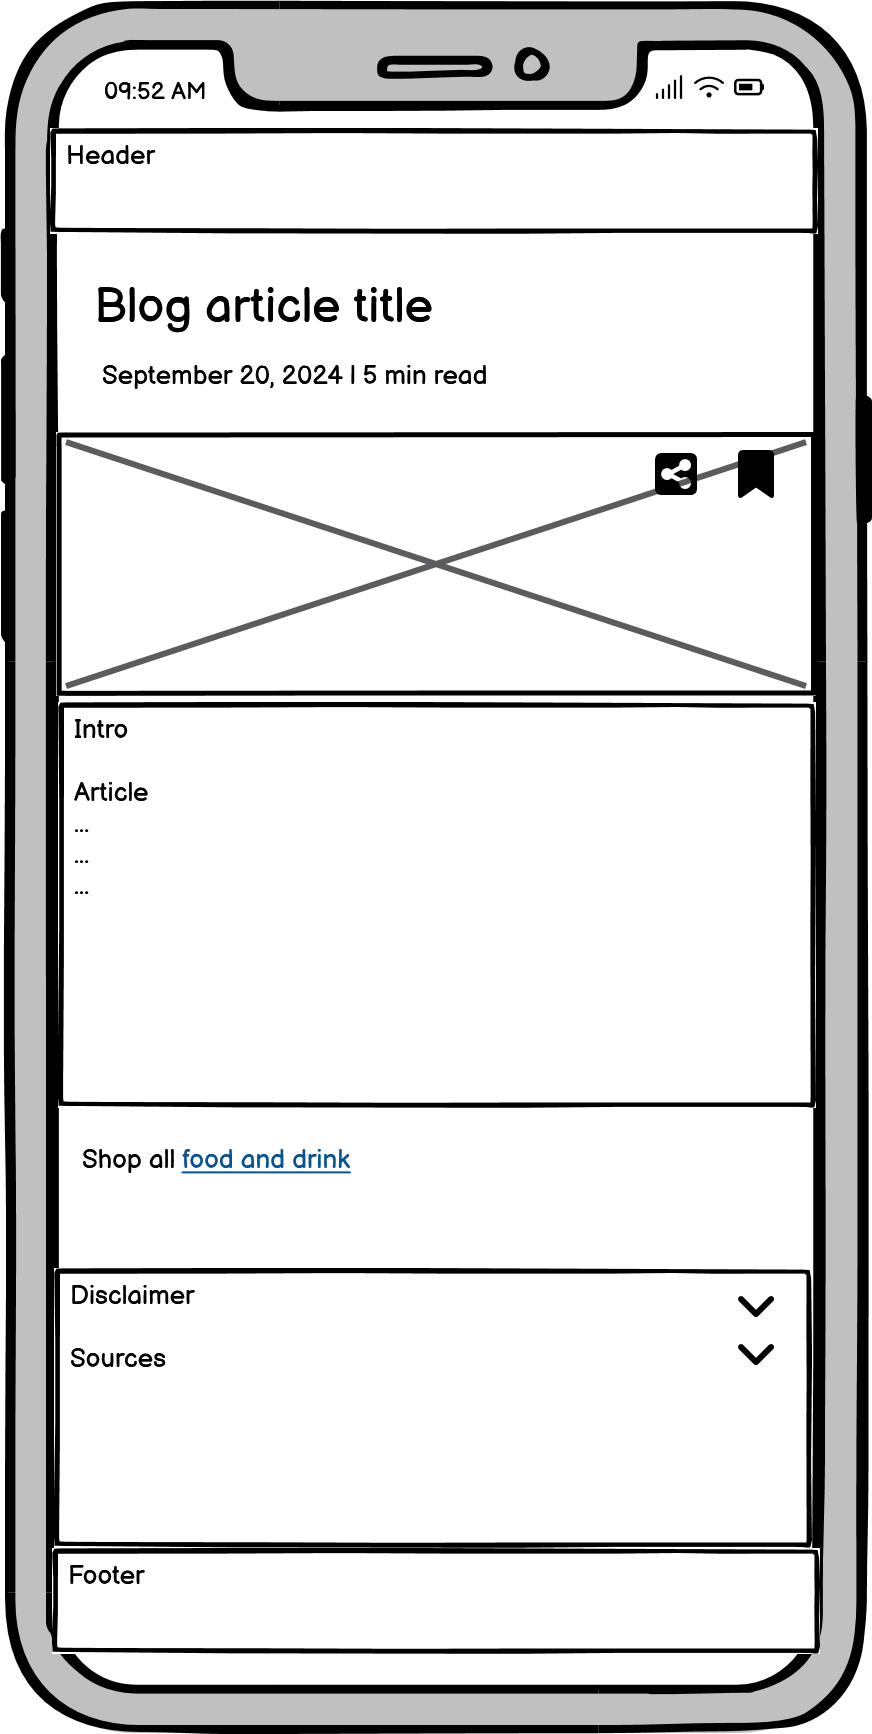 09:52 AM
Header
Blog article title
September 20, 2024 | 5 min read
Intro
Article
...
...
...
Shop all food and drink
Disclaimer
Sources
Footer